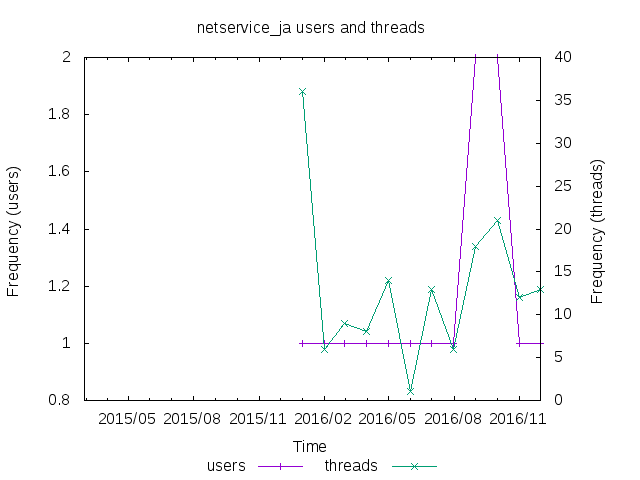 netservice_ja users and threads
2
1.8
1.6
1.4
1.2
1
0.8
Frequency (users)
40
35
30
25
20
15
10
5
0
Frequency (threads)
2015/05 2015/08 2015/11 2016/02 2016/05 2016/08 2016/11
Time
users threads